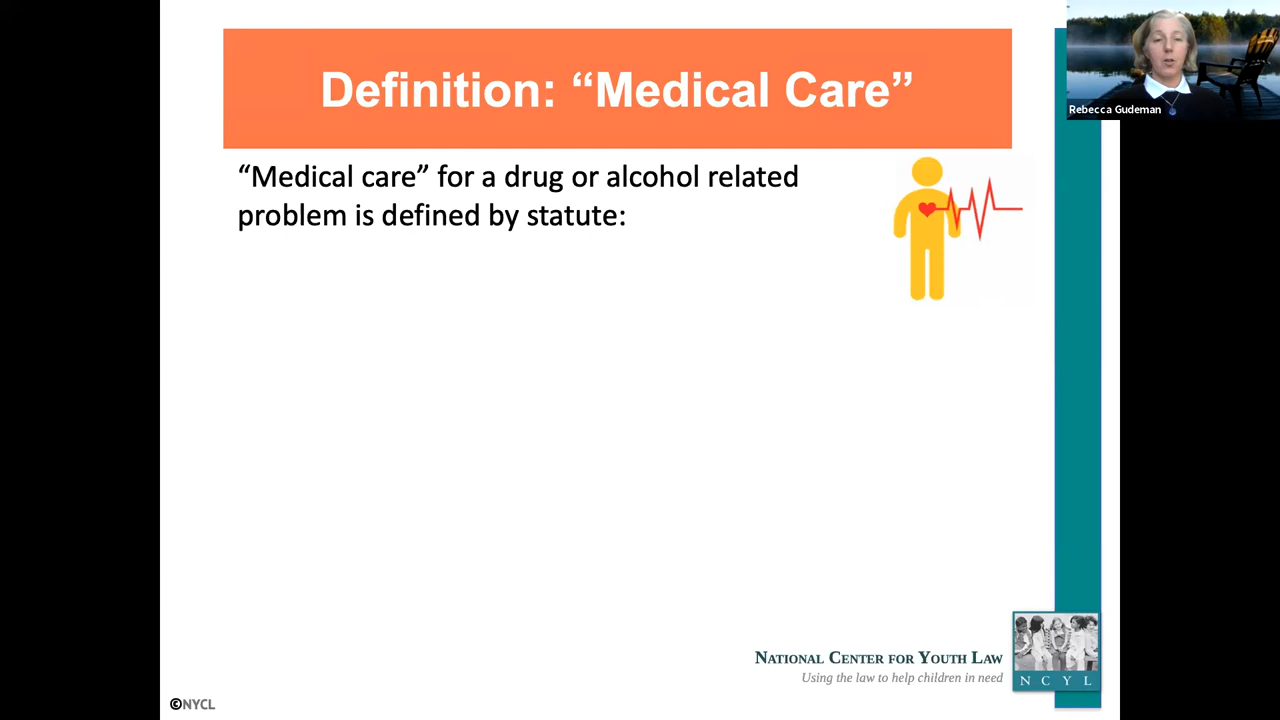 Definition: “Medical Care”
Rebecca Gudeman
“Medical care” for a drug or alcohol related
problem is defined by statute:
NATIONAL CENTER FOR YOUTH LAW
Using the law to help children in need
N C Y L
©NYCL